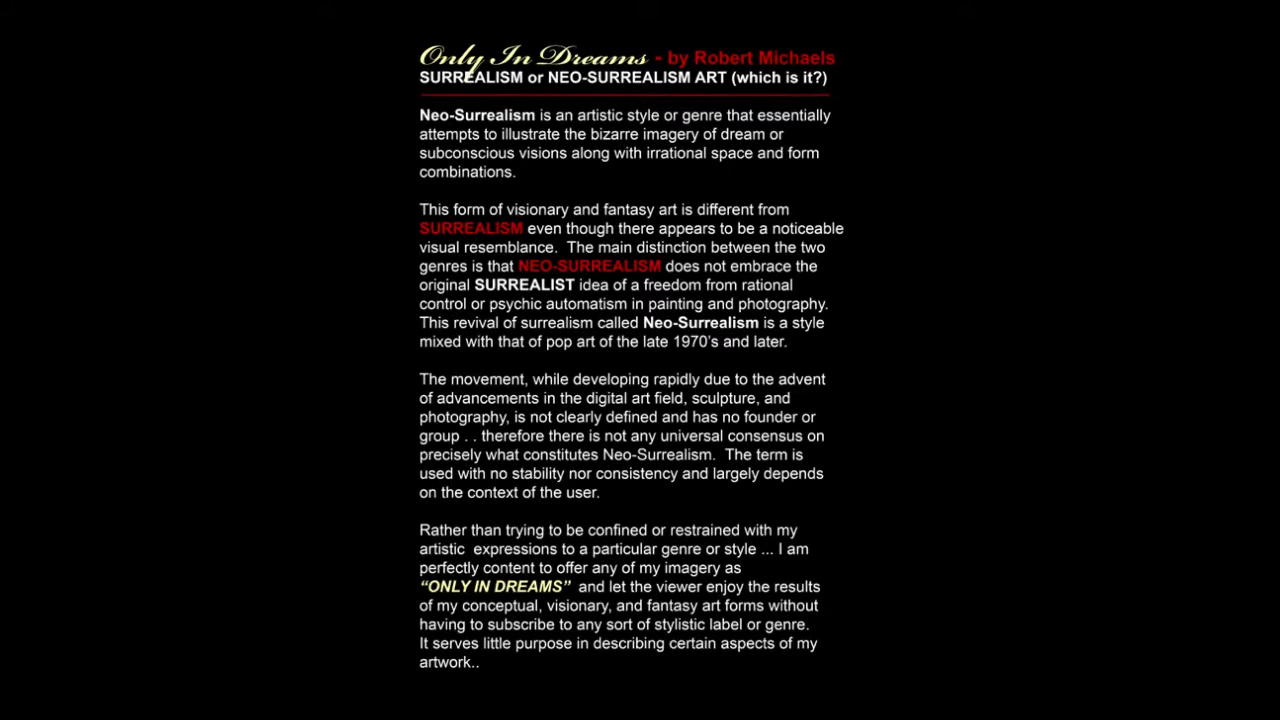 Only In Dreams - by Robert Michaels
SURREALISM or NEO-SURREALISM ART (which is it?)
Neo-Surrealism is an artistic style or genre that essentially
attempts to illustrate the bizarre imagery of dream or
subconscious visions along with irrational space and form
combinations.
This form of visionary and fantasy art is different from
SURREALISM even though there appears to be a noticeable
visual resemblance.  The main distinction between the two
genres is that NEO-SURREALISM does not embrace the
original SURREALIST idea of a freedom from rational
control or psychic automatism in painting and photography.
This revival of surrealism called Neo-Surrealism is a style
mixed with that of pop art of the late 1970's and later.
The movement, while developing rapidly due to the advent
of advancements in the digital art field, sculpture, and
photography, is not clearly defined and has no founder or
group . . therefore there is not any universal consensus on
precisely what constitutes Neo-Surrealism.  The term is
used with no stability nor consistency and largely depends
on the context of the user.
Rather than trying to be confined or restrained with my
artistic  expressions to a particular genre or style ... I am
perfectly content to offer any of my imagery as
“ONLY IN DREAMS”  and let the viewer enjoy the results
of my conceptual, visionary, and fantasy art forms without
having to subscribe to any sort of stylistic label or genre.
It serves little purpose in describing certain aspects of my
artwork..